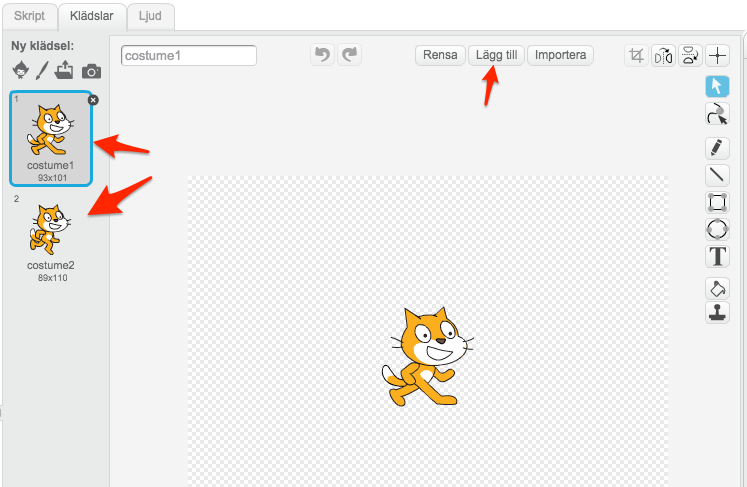 Skript Klädslar Ljud
Ny klädsel:
costume1
Rensa Lägg till Importera
1
costume1
93x101
2
costume2
89x110
T